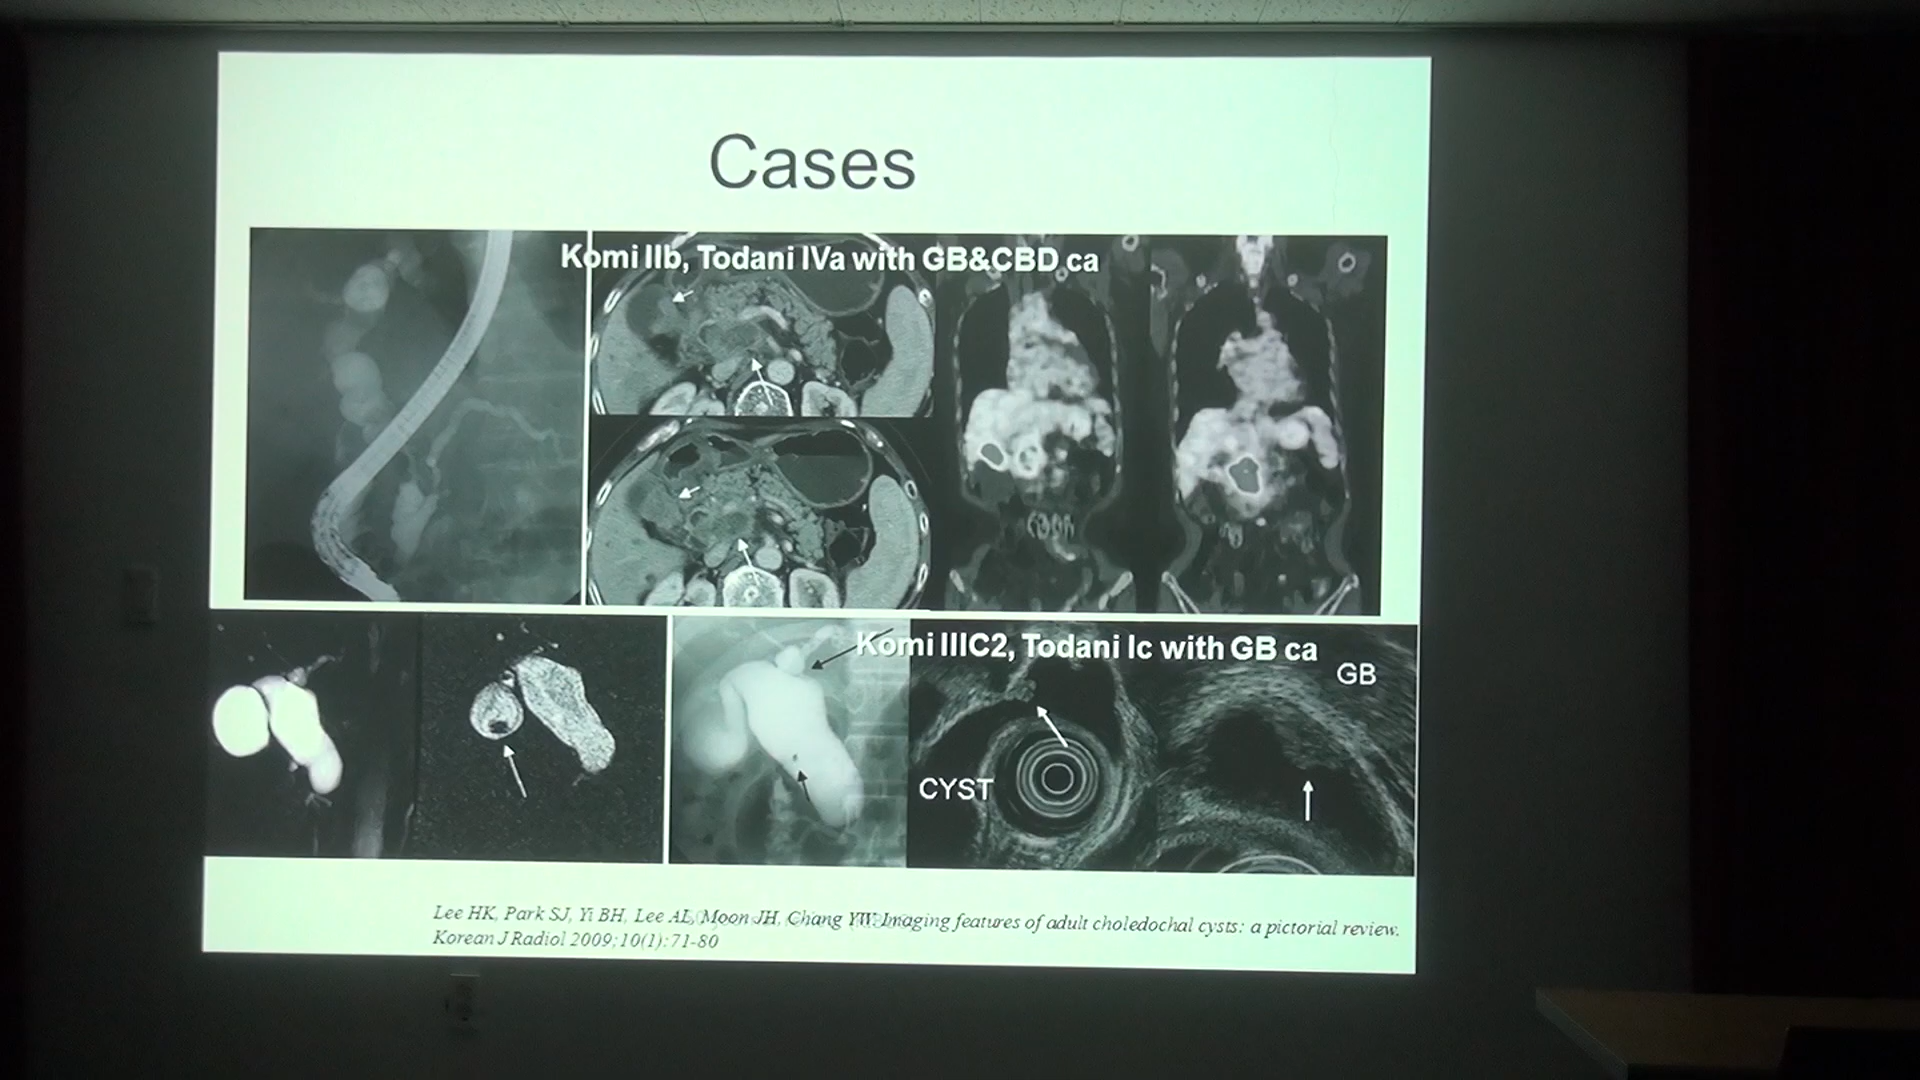 Cases
Komi IIb, Todani IVa with GB&CBD ca
Komi IIIC2, Todani Ic with GB ca
GB
CYST
Lee HK, Park SJ, Yi BH, Lee AL, Moon JH, Chang YW. Imaging features of adult choledochal cysts: a pictorial review.
Korean J Radiol 2009;10(1):71-80